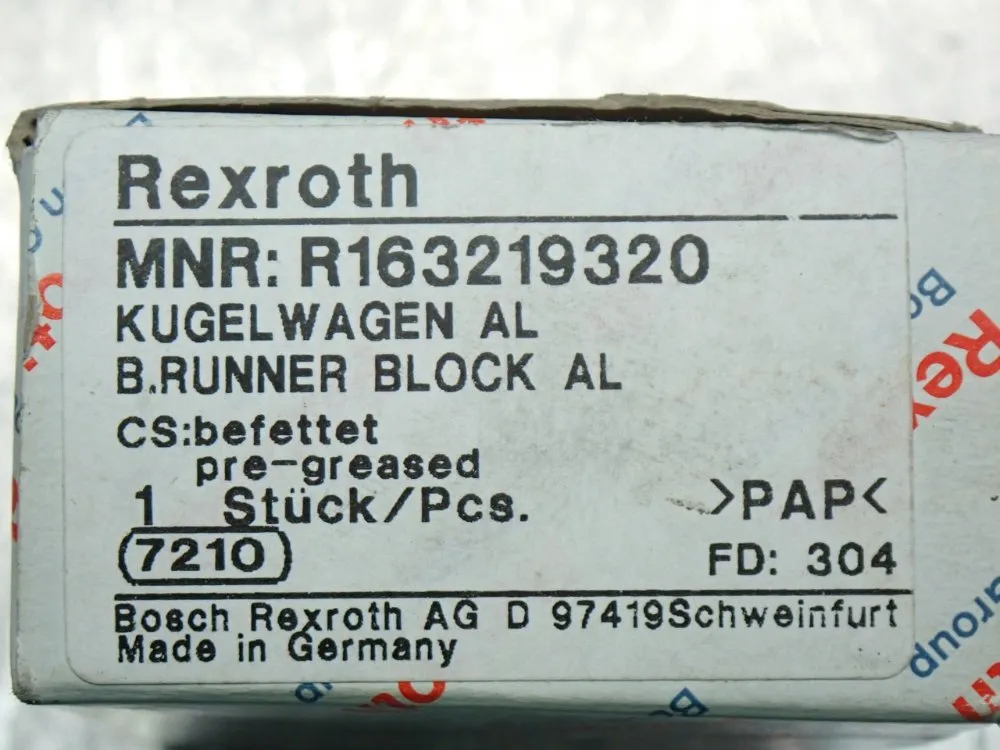 Rexroth
MNR: R163219320
KUGELWAGEN AL
B.RUNNER BLOCK AL
CS:befettet
pre-greased
1 Stück/Pcs.
>PAP<
7210
FD: 304
Bosch Rexroth AG D 97419Schweinfurt
Made in Germany